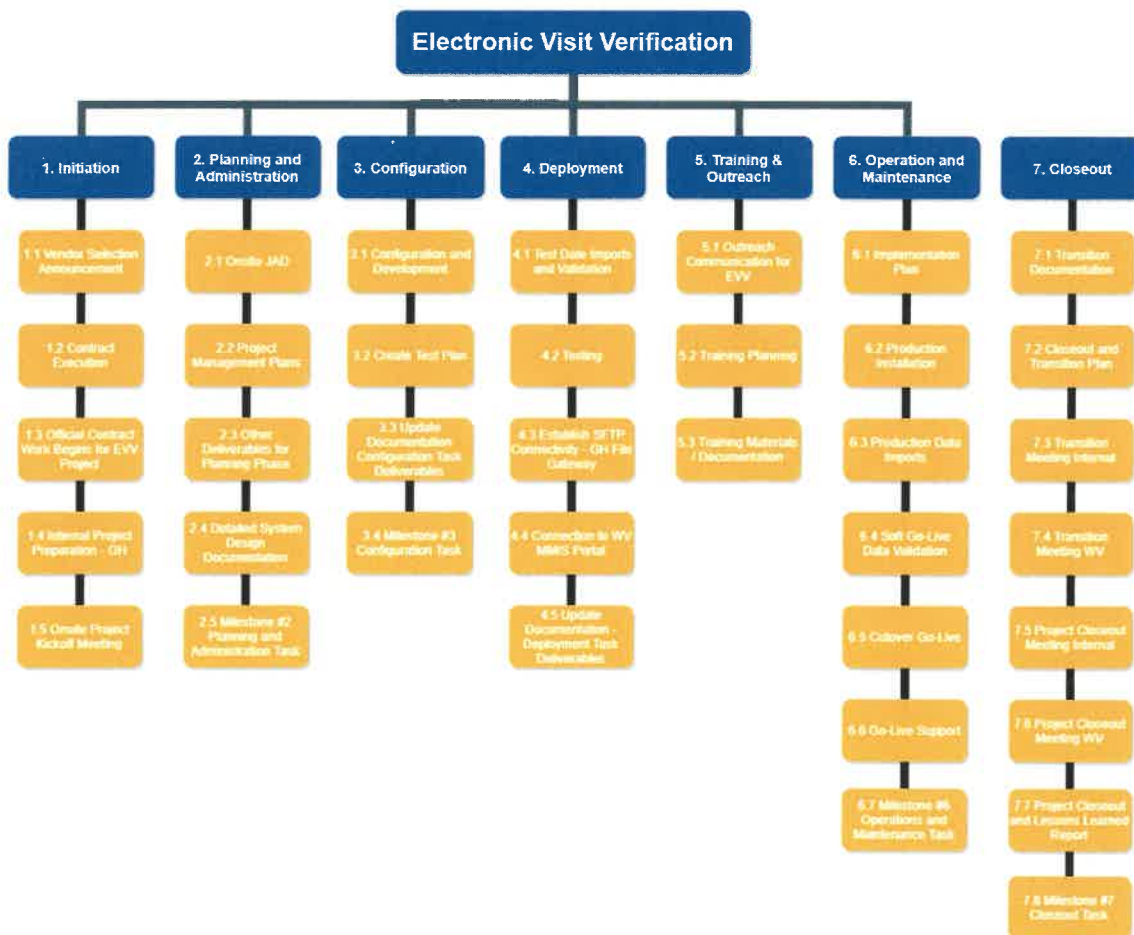 Electronic Visit Verification
1. Initiation
2. Planning and
Administration
3. Configuration
4. Deployment
5. Training &
Outreach
6. Operation and
Maintenance
7. Closeout
1.1 Vendor Selection
Announcement
1.2 Contract
Execution
1.3 Official Contract
Work Begins for EVV
Project
1.4 Internal Project
Preparation - GH
1.5 Onsite Project
Kickoff Meeting
2.1 Onsite JAD
2.2 Project
Management Plans
2.3 Other
Deliverables for
Planning Phase
2.4 Detailed System
Design
Documentation
2.5 Milestone #2
Planning and
Administration Task
3.1 Configuration and
Development
3.2 Create Test Plan
3.3 Update
Documentation
Configuration Task
Deliverables
3.4 Milestone #3
Configuration Task
4.1 Test Data Imports
and Validation
4.2 Testing
4.3 Establish SFTP
Connectivity - GH File
Gateway
4.4 Connection to WV
MMIS Portal
4.5 Update
Documentation -
Deployment Task
Deliverables
5.1 Outreach
Communication for
EVV
5.2 Training Planning
5.3 Training Materials
/ Documentation
6.1 Implementation
Plan
6.2 Production
Installation
6.3 Production Data
Imports
6.4 Soft Go-Live
Data Validation
6.5 Cutover Go-Live
6.6 Go-Live Support
6.7 Milestone #6
Operations and
Maintenance Task
7.1 Transition
Documentation
7.2 Closeout and
Transition Plan
7.3 Transition
Meeting Internal
7.4 Transition
Meeting WV
7.5 Project Closeout
Meeting Internal
7.6 Project Closeout
Meeting WV
7.7 Project Closeout
and Lessons Learned
Report
7.8 Milestone #7
Closeout Task